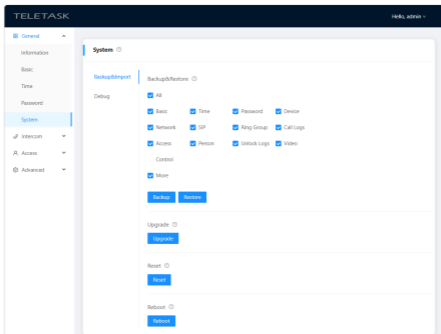 TELETASK
Hello, admin
General
Information
Basic
Time
Password
System
Intercom
Access
Advanced
System
Backup&Import
Debug
Backup&Restore
All
Basic Time Password Device
Network SIP Ring Group Call Logs
Access Control Person Unlock Logs Video
More
Backup Restore
Upgrade
Upgrade
Reset
Reset
Reboot
Reboot